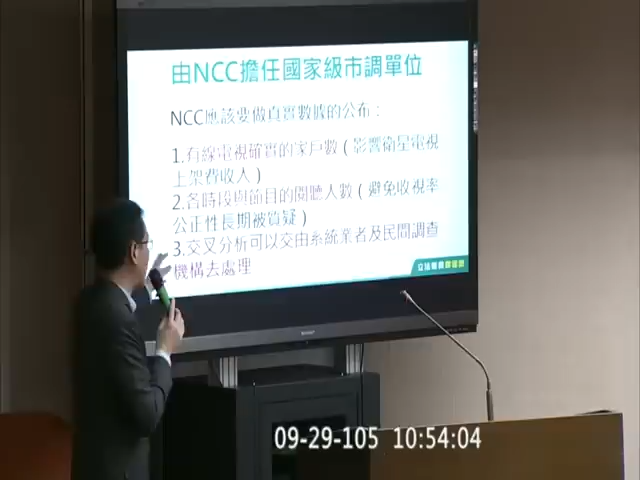 由NCC擔任國家級市調單位
NCC應該要做真實數據的公布：
1.有線電視確實的家戶數（影響衛星電視
上架費收入）
2.各時段與節目的閱聽人數（避免收視率
公正性長期被質疑）
3.交叉分析可以交由系統業者及民間調查
機構去處理
立法委員
09-29-105 10:54:04